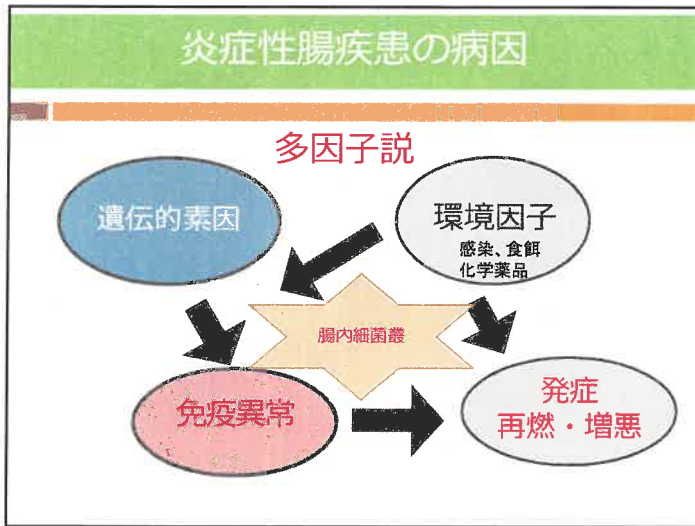 炎症性腸疾患の病因
多因子説
遺伝的素因
環境因子
感染、食餌
化学薬品
腸内細菌叢
免疫異常
発症
再燃・増悪